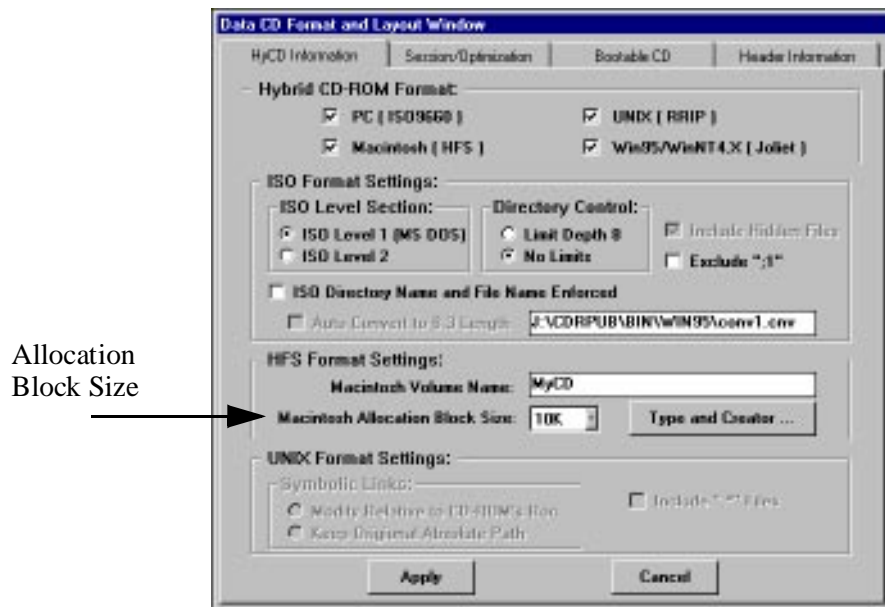 Data CD Format and Layout Window
HyCD Information Session/Optimization Bootable CD Header Information
Hybrid CD-ROM Format:
PC ( ISO9660 ) UNIX ( RRIP )
Macintosh ( HFS ) Win95/WinNT4.X ( Joliet )
ISO Format Settings:
ISO Level Section: Directory Control:
ISO Level 1 (MS DOS) Limit Depth 8 Include Hidden Files
ISO Level 2 No Limits Exclude ";1"
ISO Directory Name and File Name Enforced
Auto Convert to 8.3 Length J:\CDRPUB\BIN\WIN95\conv1.cnv
Allocation
Block Size
HFS Format Settings:
Macintosh Volume Name: MyCD
Macintosh Allocation Block Size: 10K Type and Creator ...
UNIX Format Settings:
Symbolic Links:
Modify Relative to CD-ROM's Root
Include Files
Keep Original Absolute Path
Apply Cancel